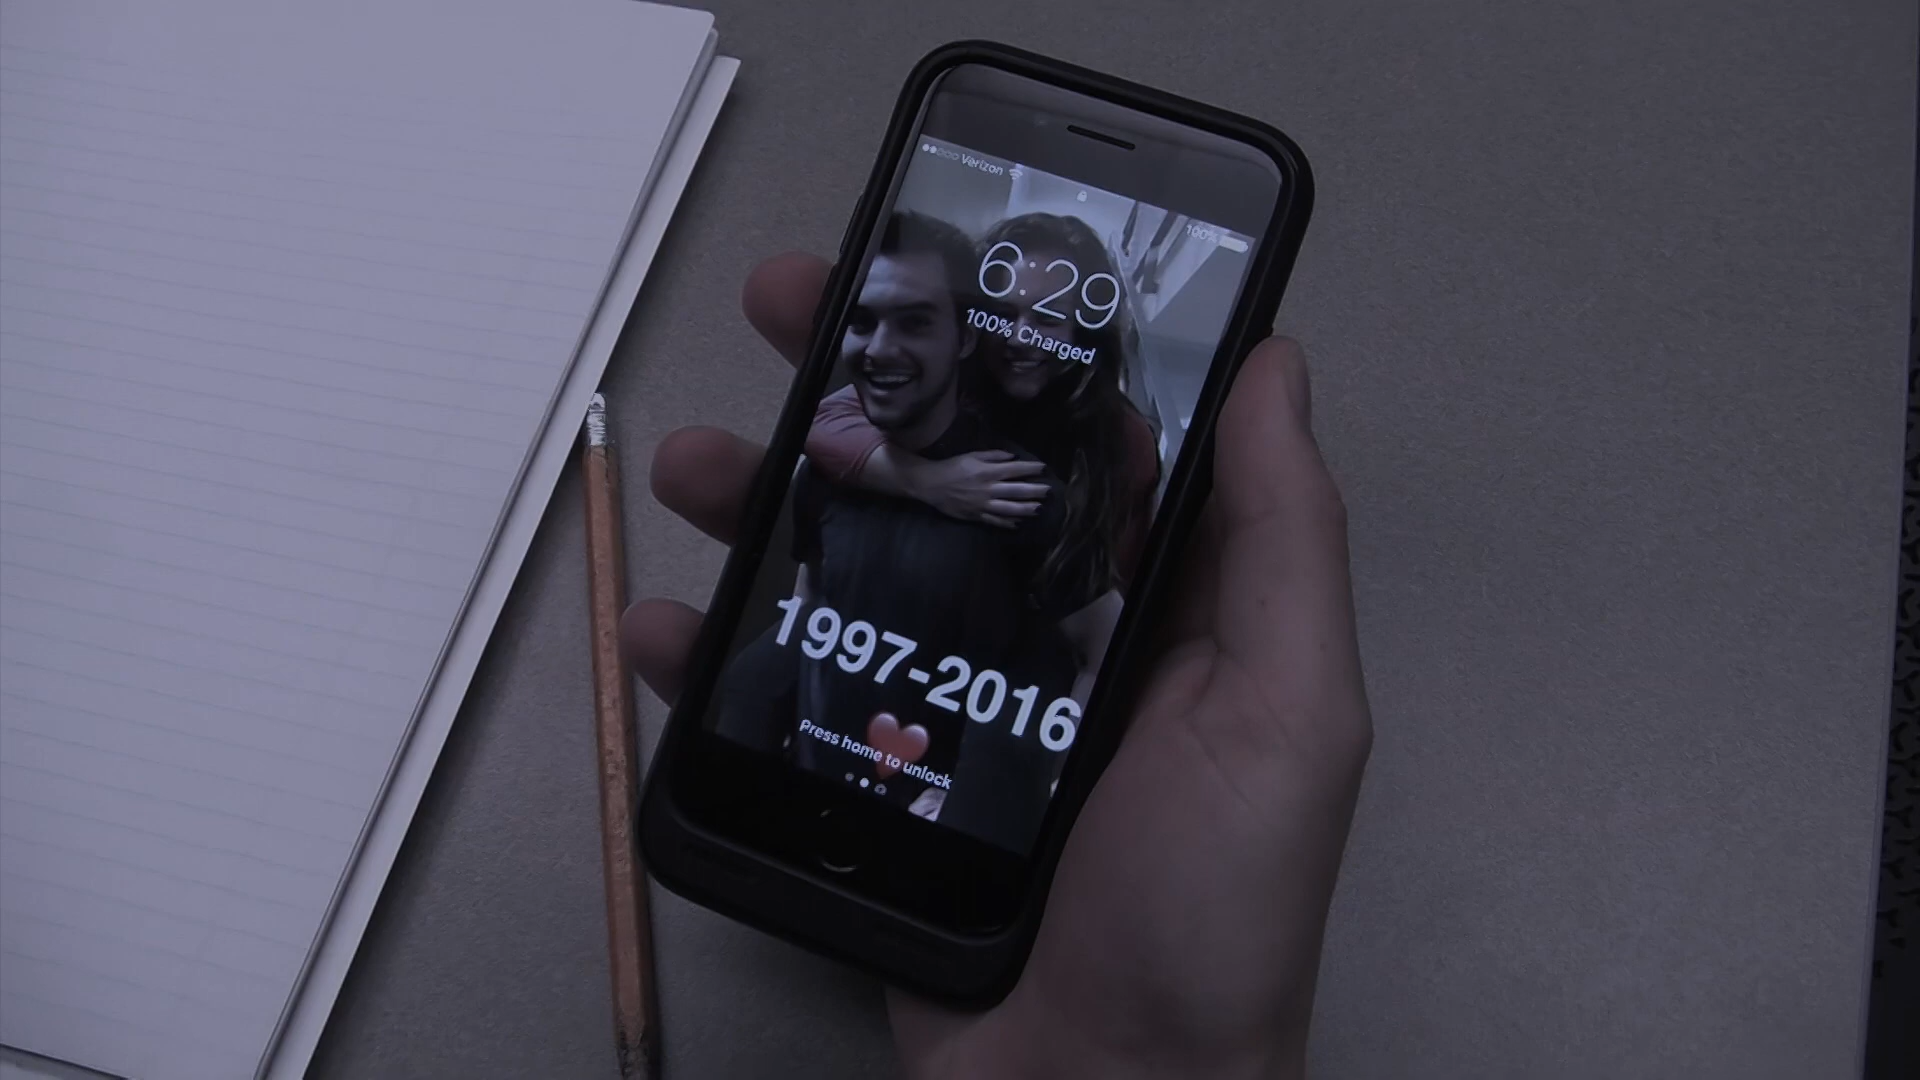 Verizon
100%
6:29
100% Charged
1997-2016
Press home to unlock